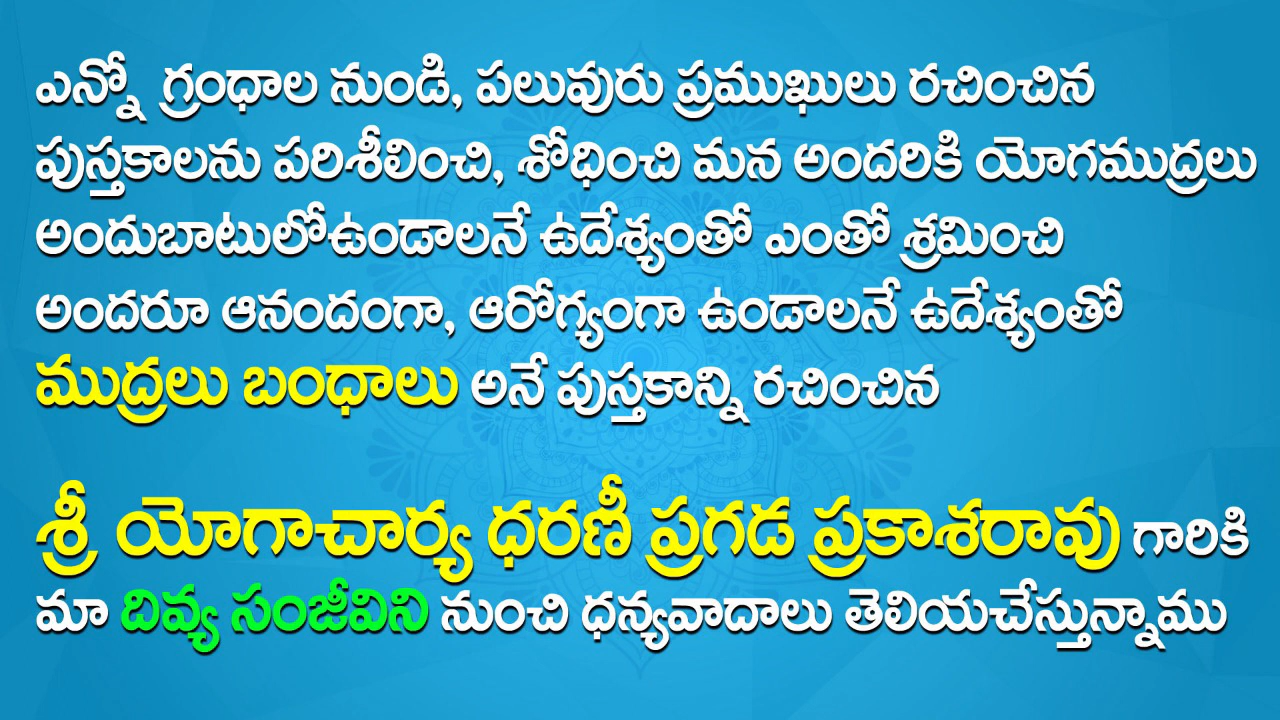 ఎన్నో గ్రంధాల నుండి, పలువురు ప్రముఖులు రచించిన
పుస్తకాలను పరిశీలించి, శోధించి మన అందరికి యోగముద్రలు
అందుబాటులోఉండాలనే ఉదేశ్యంతో ఎంతో శ్రమించి
అందరూ ఆనందంగా, ఆరోగ్యంగా ఉండాలనే ఉదేశ్యంతో
ముద్రలు బంధాలు అనే పుస్తకాన్ని రచించిన
శ్రీ యోగాచార్య ధరణీ ప్రగడ ప్రకాశరావు గారికి
మా దివ్య సంజీవిని నుంచి ధన్యవాదాలు తెలియచేస్తున్నాము